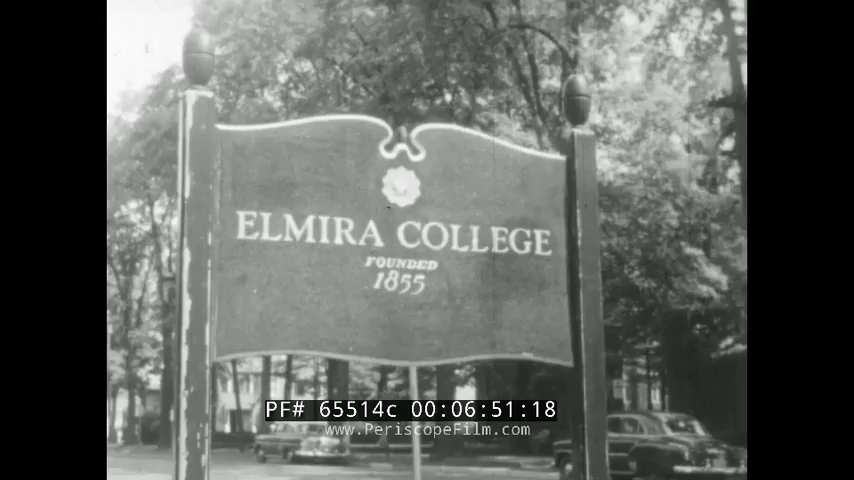 ELMIRA COLLEGE
FOUNDED
1855
PF# 65514c 00:06:51:18
www.PeriscopeFilm.com